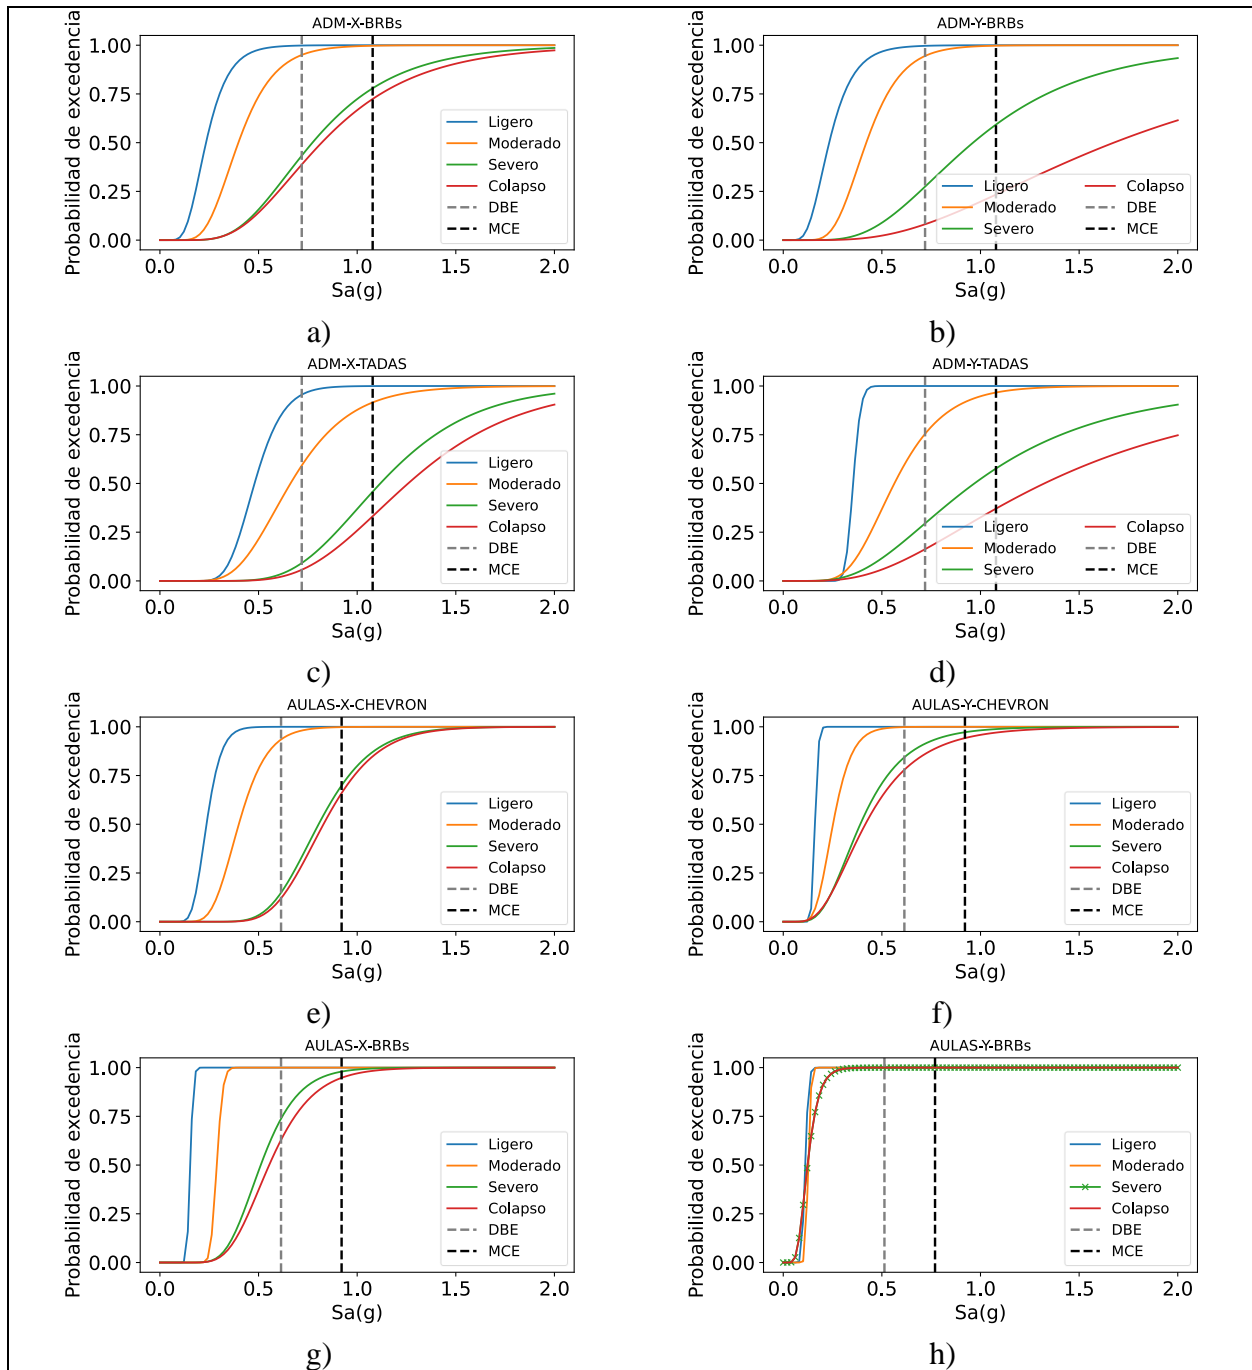 ADM-X-BRBs
Probabilidad de excedencia
1.00
0.75
0.50
0.25
0.00
Ligero
Moderado
Severo
Colapso
DBE
MCE
0.0 0.5 1.0 1.5 2.0
Sa(g)
a)
ADM-Y-BRBs
Probabilidad de excedencia
1.00
0.75
0.50
0.25
0.00
Ligero Colapso
Moderado DBE
Severo MCE
0.0 0.5 1.0 1.5 2.0
Sa(g)
b)
ADM-X-TADAS
Probabilidad de excedencia
1.00
0.75
0.50
0.25
0.00
Ligero
Moderado
Severo
Colapso
DBE
MCE
0.0 0.5 1.0 1.5 2.0
Sa(g)
c)
ADM-Y-TADAS
Probabilidad de excedencia
1.00
0.75
0.50
0.25
0.00
Ligero Colapso
Moderado DBE
Severo MCE
0.0 0.5 1.0 1.5 2.0
Sa(g)
d)
AULAS-X-CHEVRON
Probabilidad de excedencia
1.00
0.75
0.50
0.25
0.00
Ligero
Moderado
Severo
Colapso
DBE
MCE
0.0 0.5 1.0 1.5 2.0
Sa(g)
e)
AULAS-Y-CHEVRON
Probabilidad de excedencia
1.00
0.75
0.50
0.25
0.00
Ligero
Moderado
Severo
Colapso
DBE
MCE
0.0 0.5 1.0 1.5 2.0
Sa(g)
f)
AULAS-X-BRBs
Probabilidad de excedencia
1.00
0.75
0.50
0.25
0.00
Ligero
Moderado
Severo
Colapso
DBE
MCE
0.0 0.5 1.0 1.5 2.0
Sa(g)
g)
AULAS-Y-BRBs
Probabilidad de excedencia
1.00
0.75
0.50
0.25
0.00
Ligero
Moderado
Severo
Colapso
DBE
MCE
0.0 0.5 1.0 1.5 2.0
Sa(g)
h)